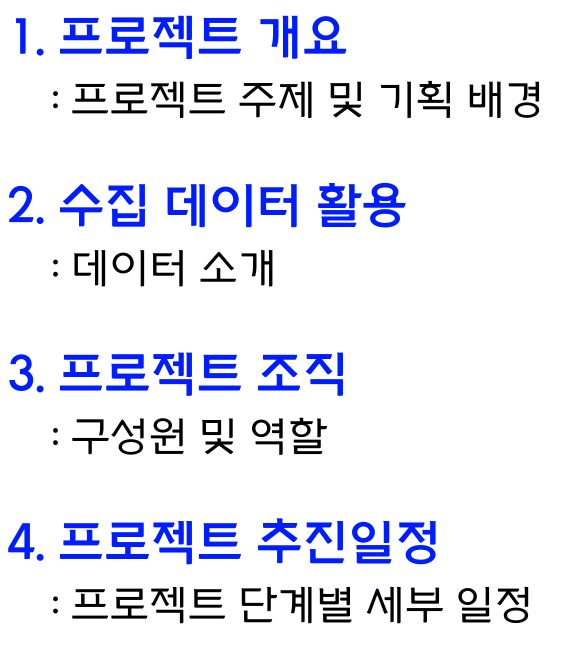 1. 프로젝트 개요
: 프로젝트 주제 및 기획 배경
2. 수집 데이터 활용
: 데이터 소개
3. 프로젝트 조직
: 구성원 및 역할
4. 프로젝트 추진일정
: 프로젝트 단계별 세부 일정